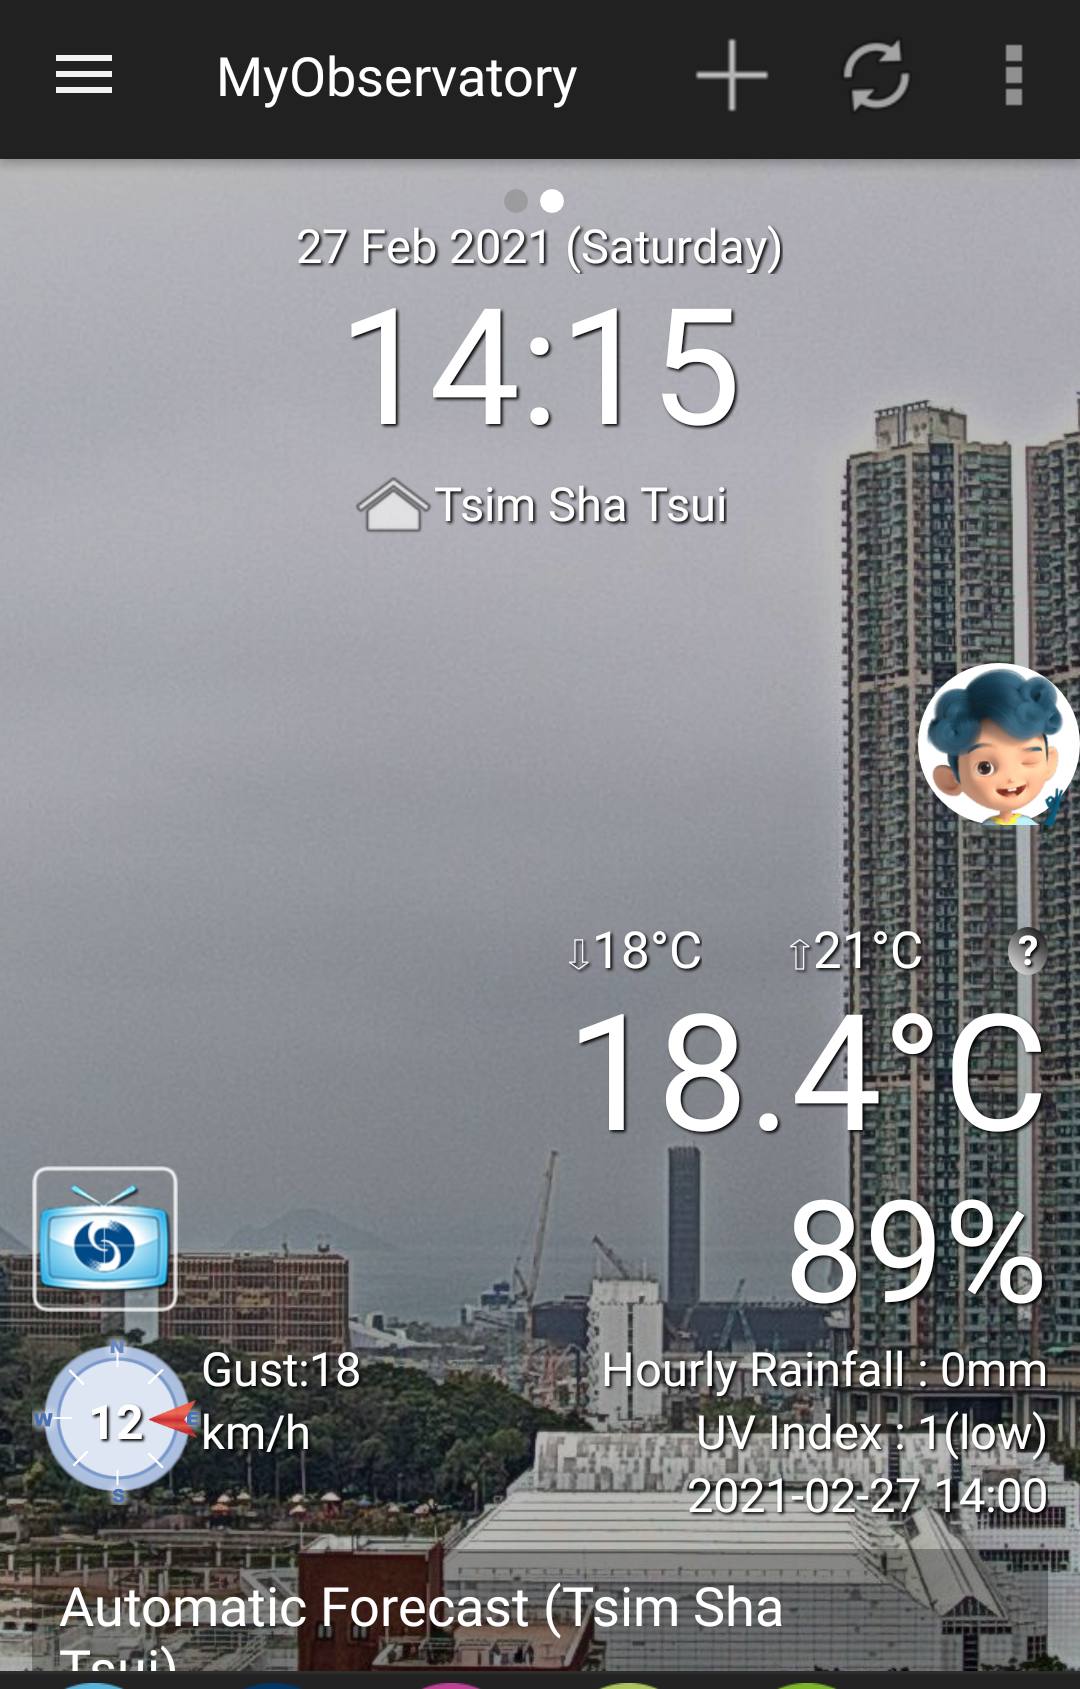 MyObservatory
27 Feb 2021 (Saturday)
14:15
Tsim Sha Tsui
⇩18°C ⇧21°C ?
18.4°C
89%
N
W 12 E
S
Gust:18
km/h
Hourly Rainfall : 0mm
UV Index : 1(low)
2021-02-27 14:00
Automatic Forecast (Tsim Sha
Tsui)